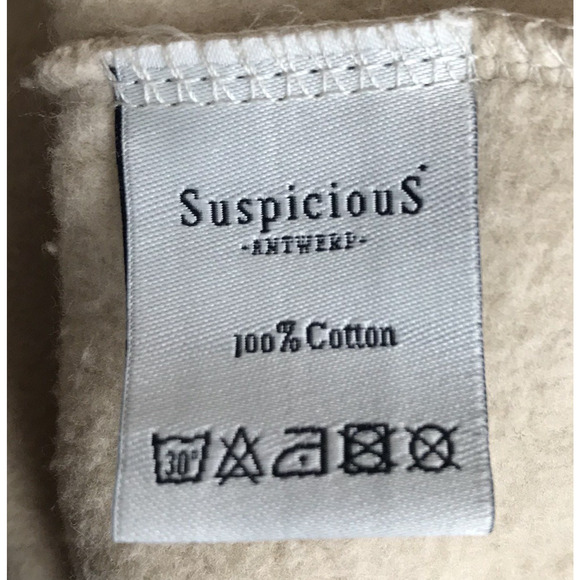 SuspiciouS
-ANTWERP-
100% Cotton
30°